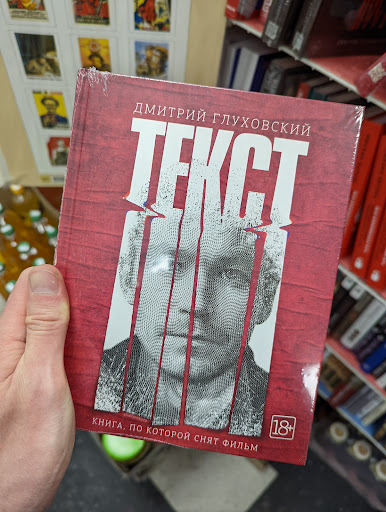 ДМИТРИЙ ГЛУХОВСКИЙ
ТЕКСТ
КНИГА, ПО КОТОРОЙ СНЯТ ФИЛЬМ
18+